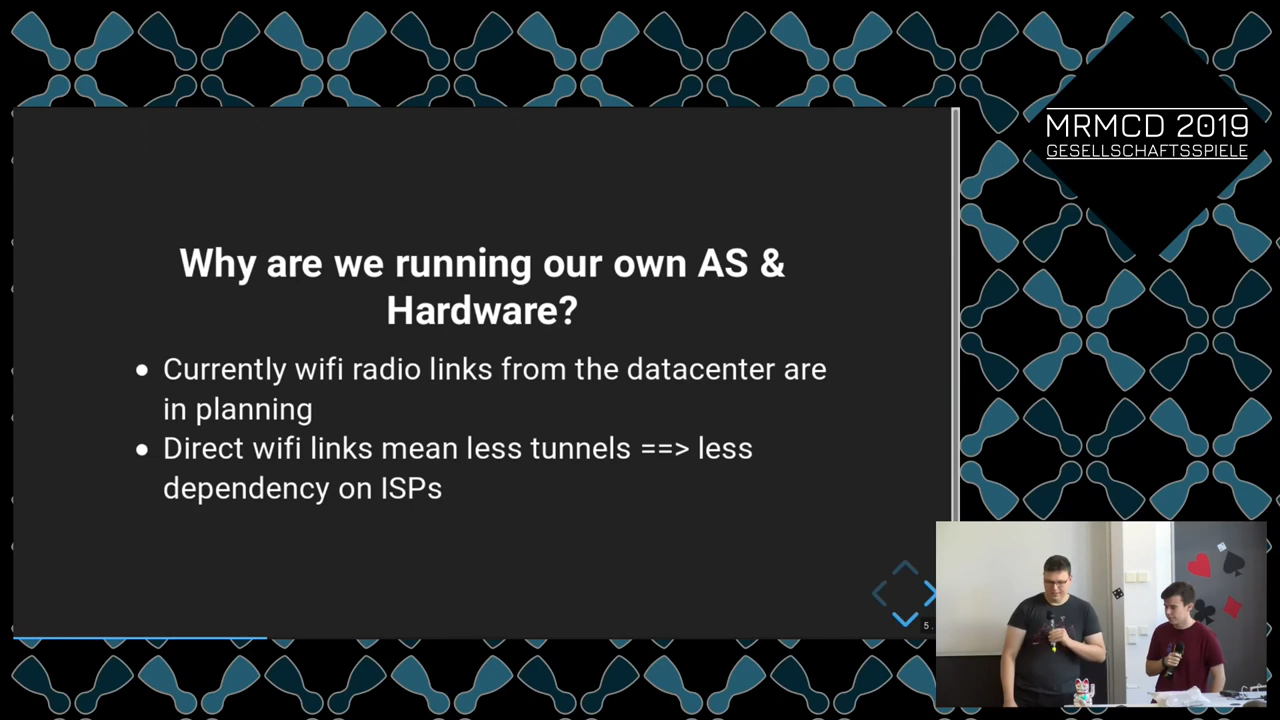 MRMCD 2019
GESELLSCHAFTSSPIELE
Why are we running our own AS &
Hardware?
Currently wifi radio links from the datacenter are
in planning
Direct wifi links mean less tunnels ==> less
dependency on ISPs
5.